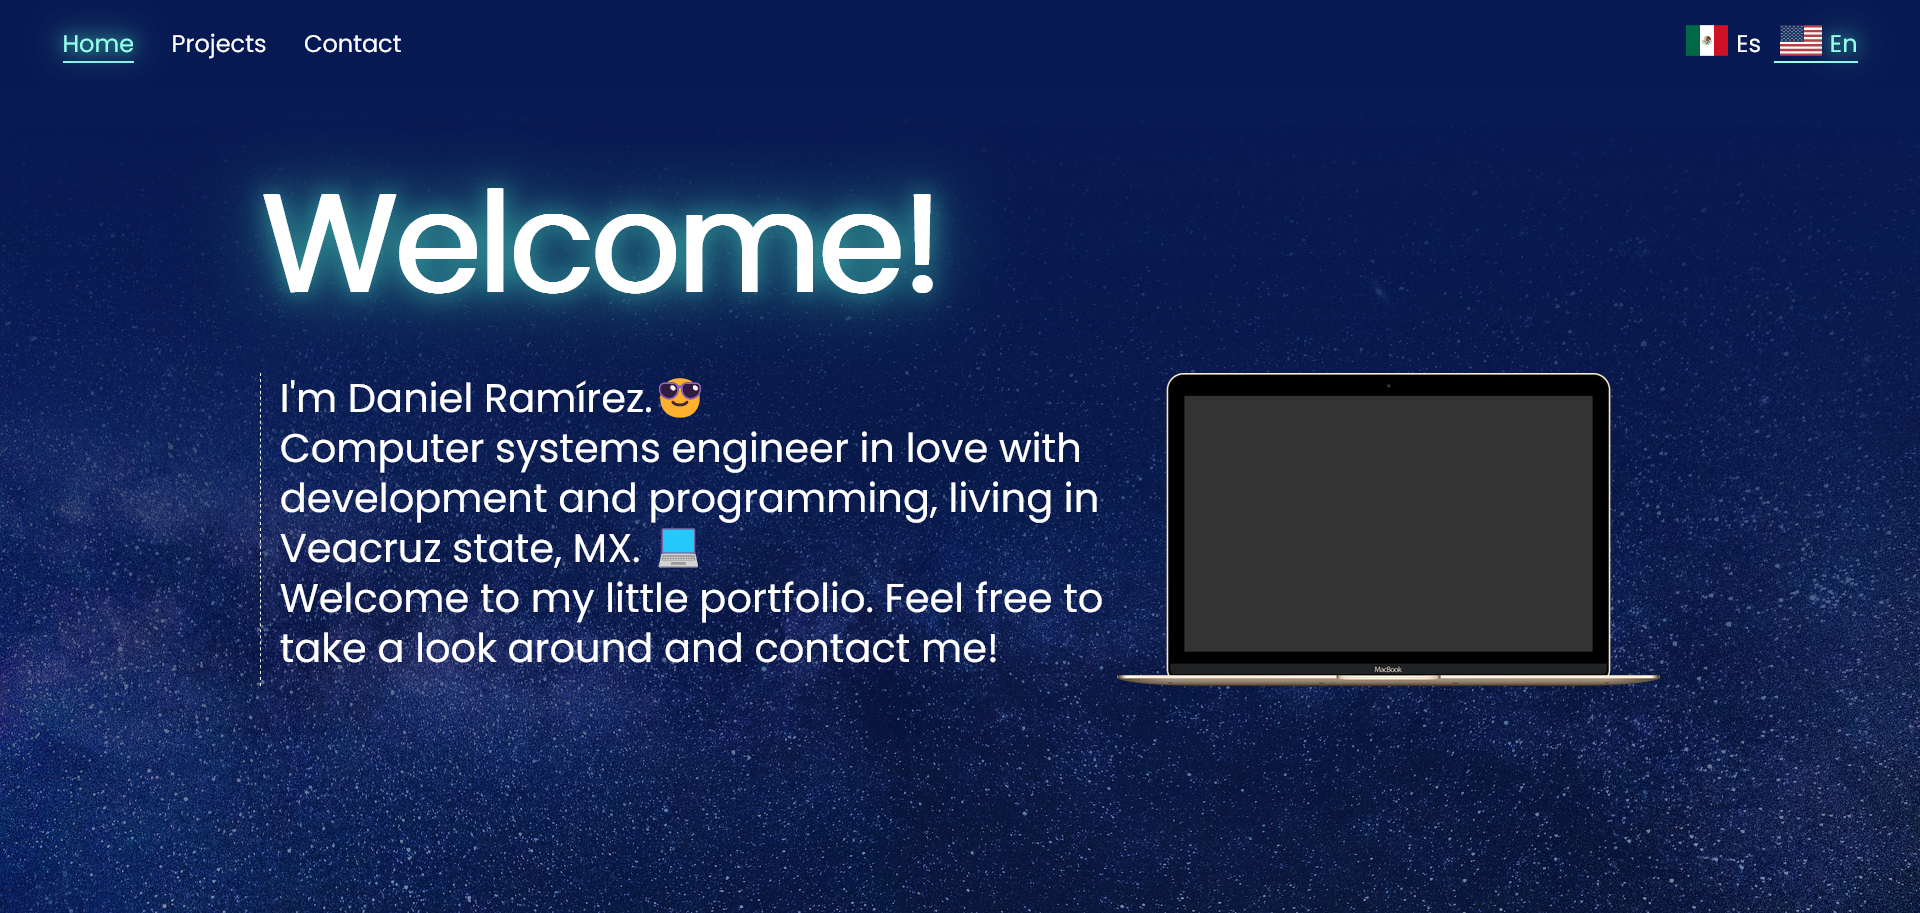 Home Projects Contact Es En
Welcome!
I'm Daniel Ramírez. 😎
Computer systems engineer in love with
development and programming, living in
Veacruz state, MX. 💻
Welcome to my little portfolio. Feel free to
take a look around and contact me!
MacBook